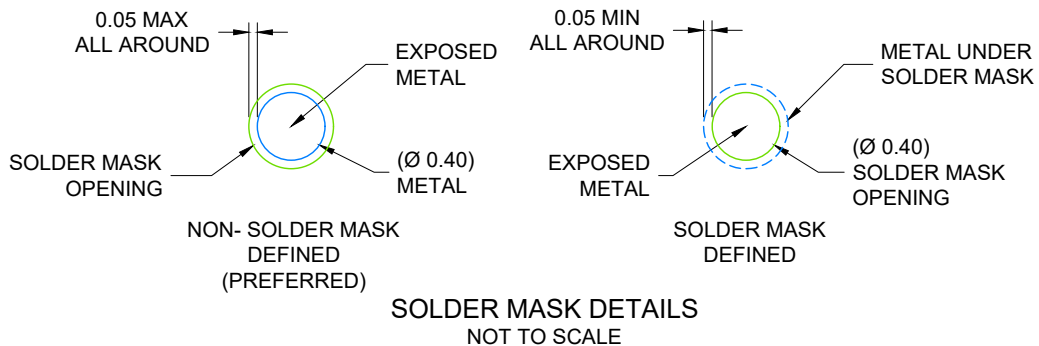 0.05 MAX
ALL AROUND
EXPOSED
METAL
SOLDER MASK
OPENING
(Ø 0.40)
METAL
NON- SOLDER MASK
DEFINED
(PREFERRED)
0.05 MIN
ALL AROUND
METAL UNDER
SOLDER MASK
EXPOSED
METAL
(Ø 0.40)
SOLDER MASK
OPENING
SOLDER MASK
DEFINED
SOLDER MASK DETAILS
NOT TO SCALE